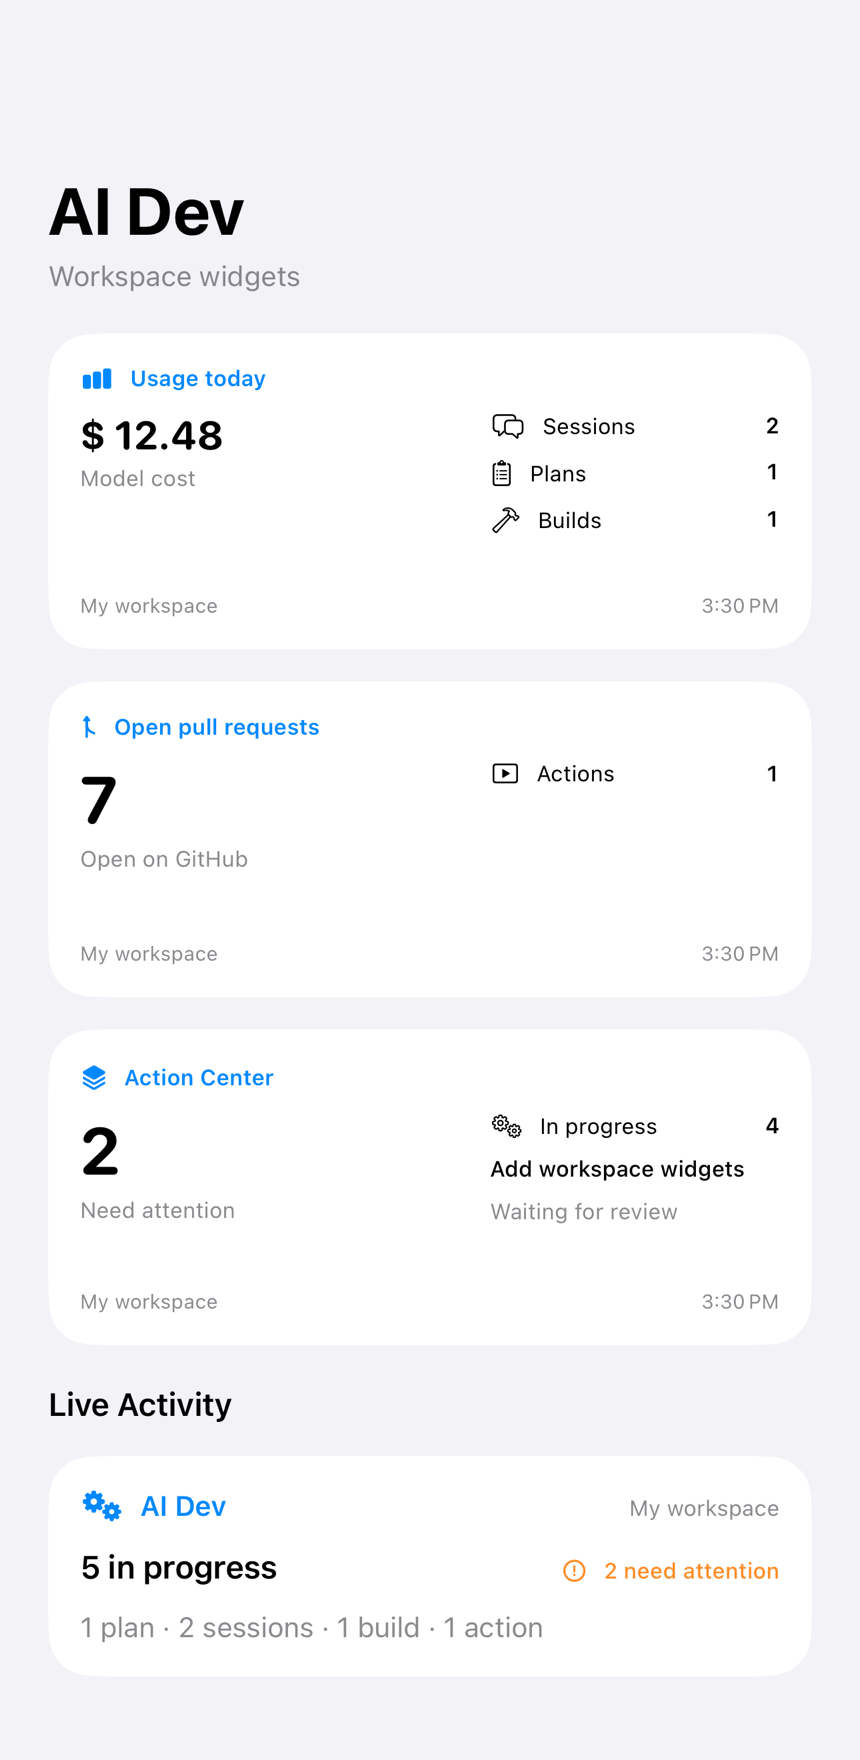 AI Dev
Workspace widgets
Usage today
$ 12.48
Model cost
Sessions 2
Plans 1
Builds 1
My workspace 3:30 PM
Open pull requests
7
Open on GitHub
Actions 1
My workspace 3:30 PM
Action Center
2
Need attention
In progress 4
Add workspace widgets
Waiting for review
My workspace 3:30 PM
Live Activity
AI Dev My workspace
5 in progress 2 need attention
1 plan · 2 sessions · 1 build · 1 action